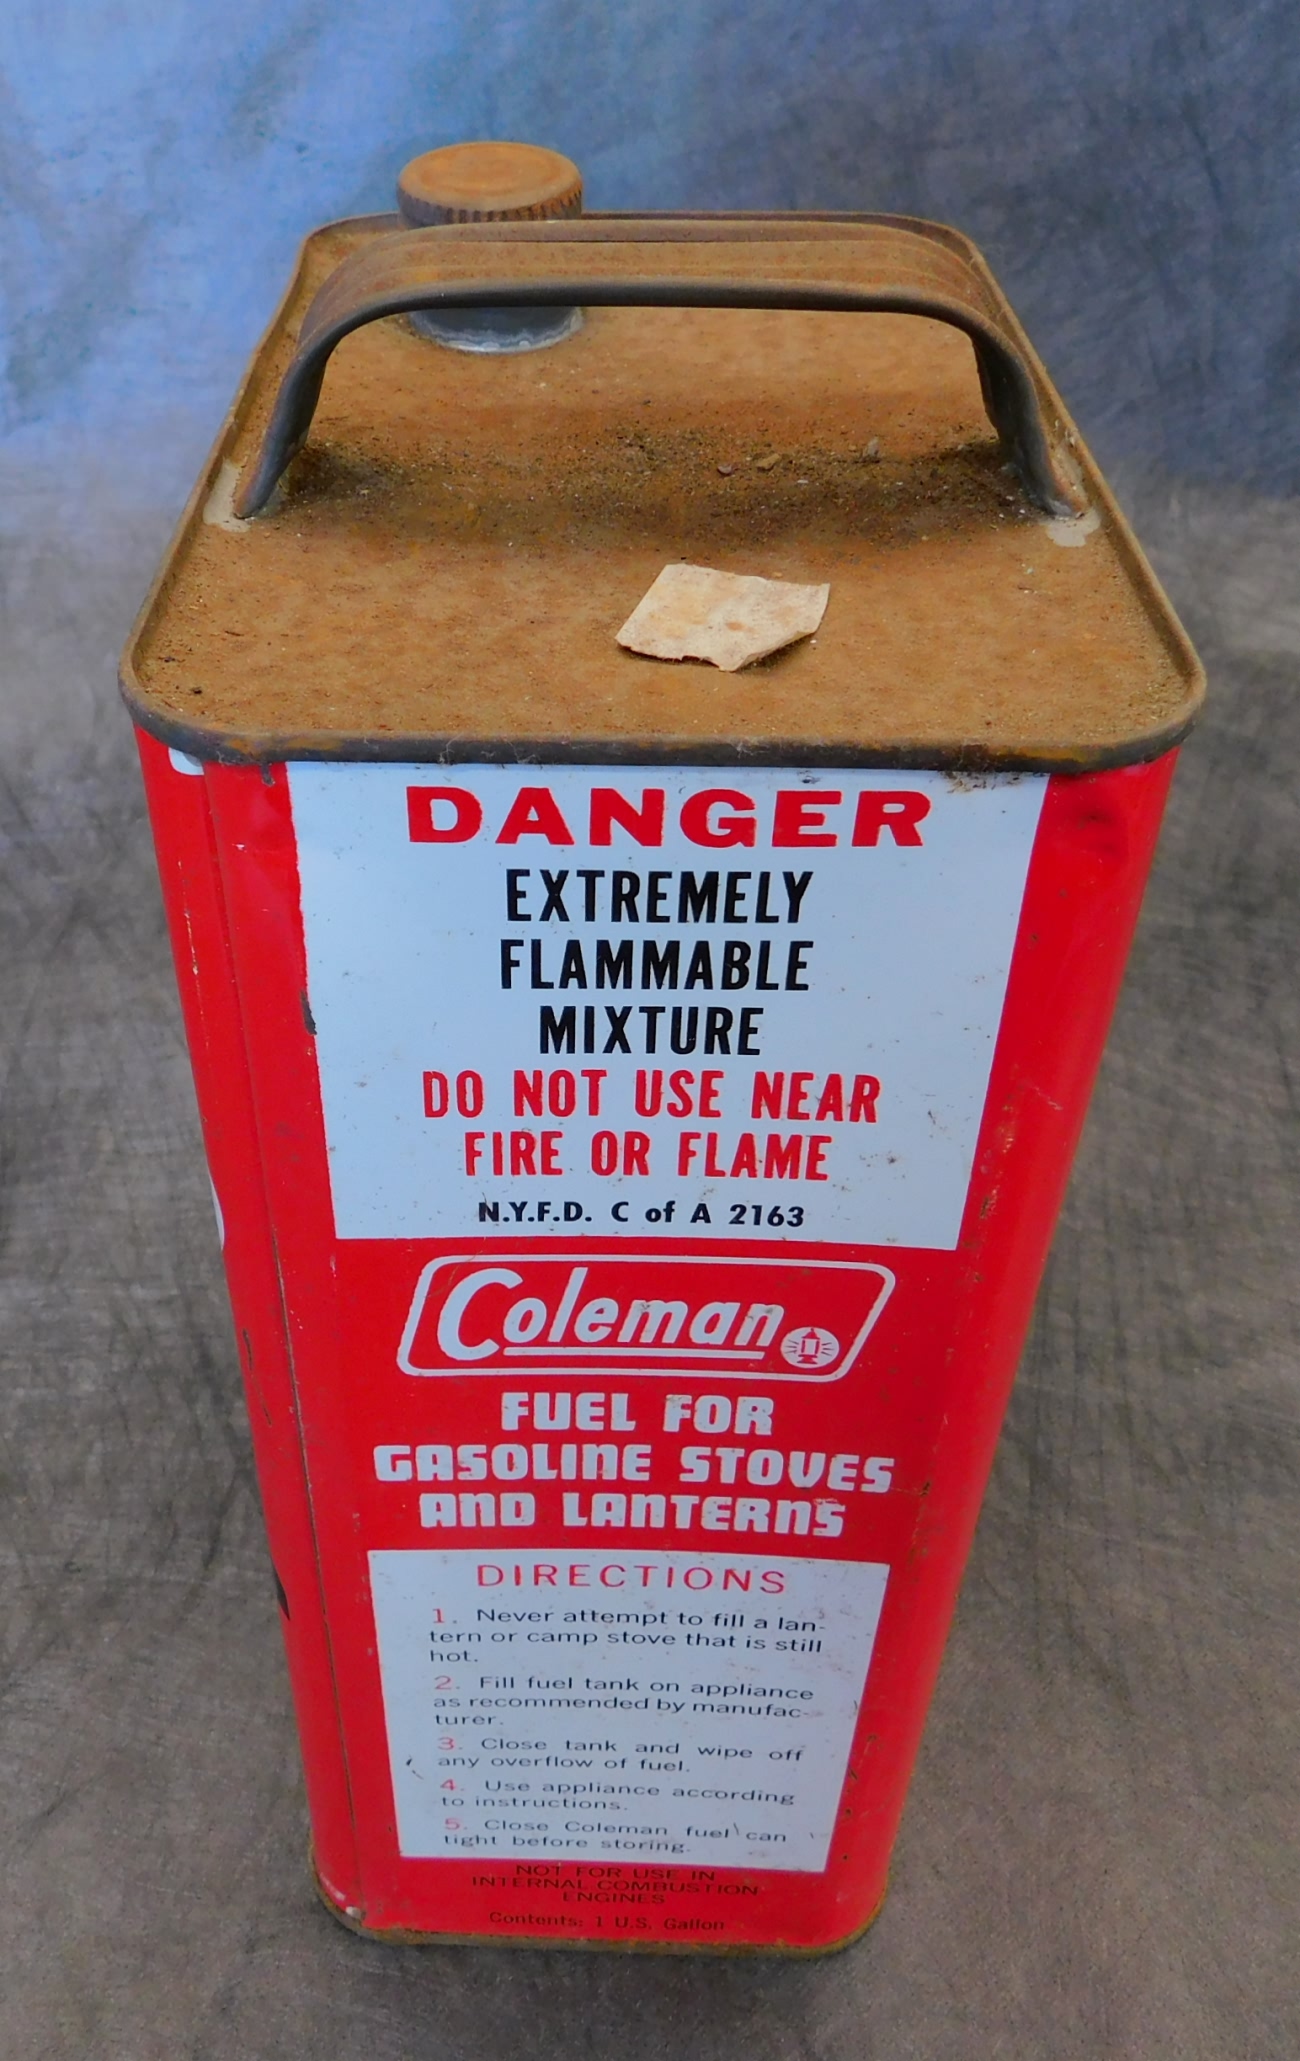 DANGER
EXTREMELY
FLAMMABLE
MIXTURE
DO NOT USE NEAR
FIRE OR FLAME
N.Y.F.D. C of A 2163
Coleman
FUEL FOR
GASOLINE STOVES
AND LANTERNS
DIRECTIONS
1. Never attempt to fill a lan-
tern or camp stove that is still
hot.
2. Fill fuel tank on appliance
as recommended by manufac-
turer.
3. Close tank and wipe off
any overflow of fuel.
4. Use appliance according
to instructions.
5. Close Coleman fuel can
tight before storing.
NOT FOR USE IN
INTERNAL COMBUSTION
ENGINES
Contents: 1 U.S. Gallon